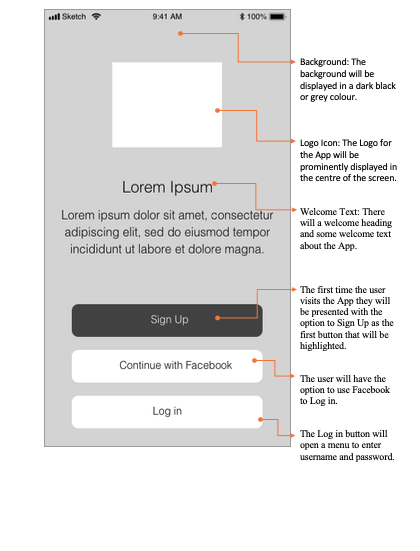 Sketch 9:41 AM 100%
Background: The
background will be
displayed in a dark black
or grey colour.
Logo Icon: The Logo for
the App will be
prominently displayed in
the centre of the screen.
Lorem Ipsum
Lorem ipsum dolor sit amet, consectetur
adipiscing elit, sed do eiusmod tempor
incididunt ut labore et dolore magna.
Welcome Text: There
will a welcome heading
and some welcome text
about the App.
Sign Up
The first time the user
visits the App they will
be presented with the
option to Sign Up as the
first button that will be
highlighted.
Continue with Facebook
The user will have the
option to use Facebook
to Log in.
Log in
The Log in button will
open a menu to enter
username and password.